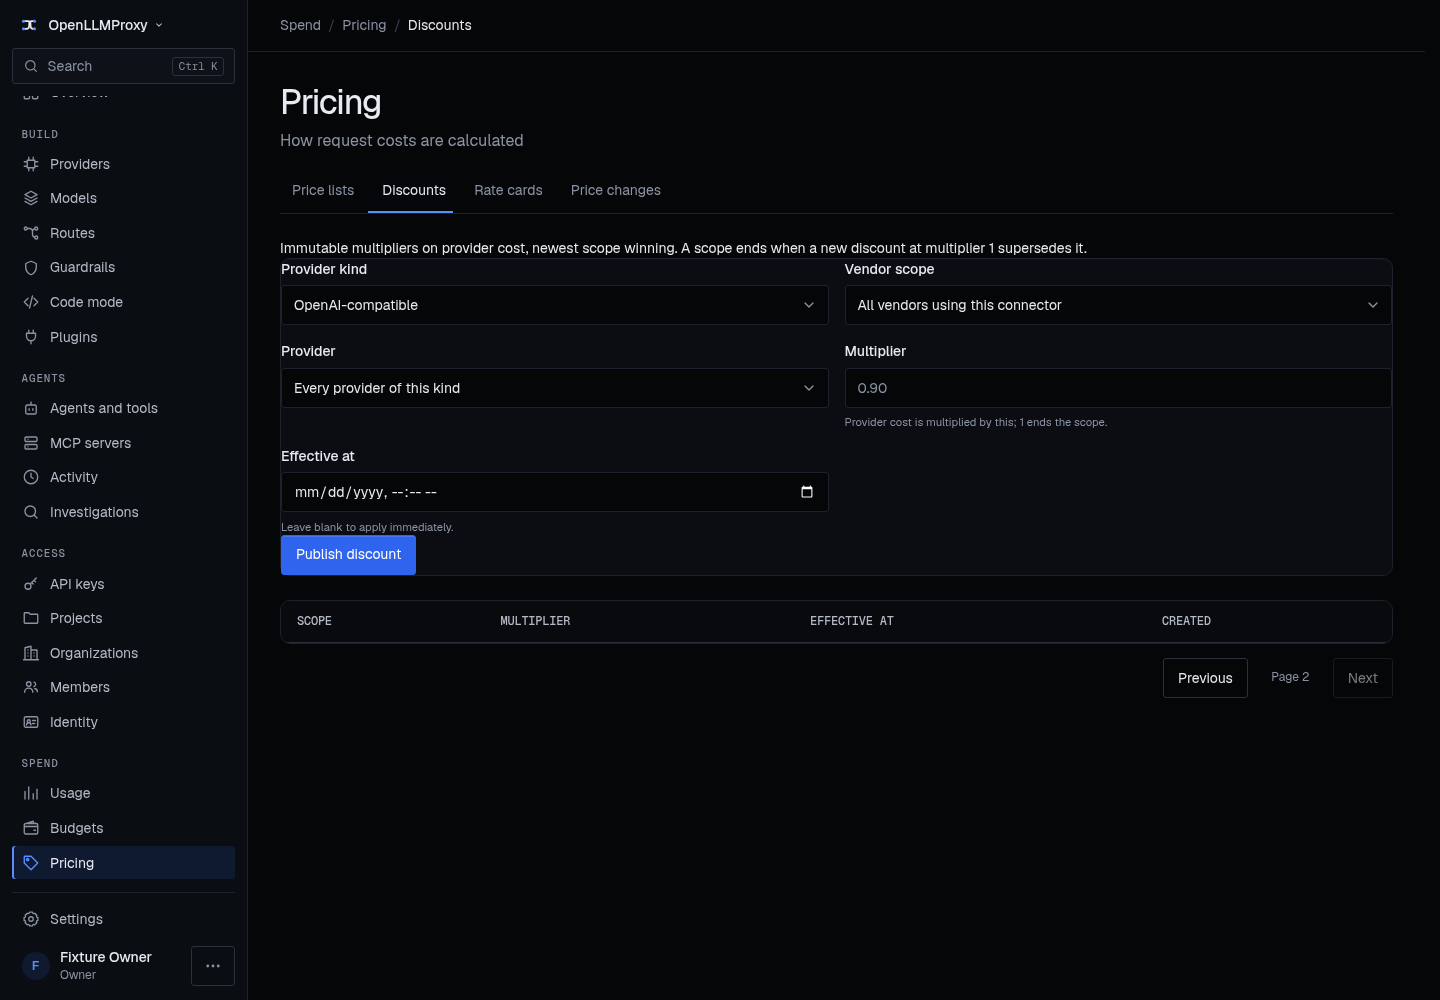 OpenLLMProxy
Search
Ctrl K
Overview
BUILD
Providers
Models
Routes
Guardrails
Code mode
Plugins
AGENTS
Agents and tools
MCP servers
Activity
Investigations
ACCESS
API keys
Projects
Organizations
Members
Identity
SPEND
Usage
Budgets
Pricing
Settings
F
Fixture Owner
Owner
Spend / Pricing / Discounts
Pricing
How request costs are calculated
Price lists
Discounts
Rate cards
Price changes
Immutable multipliers on provider cost, newest scope winning. A scope ends when a new discount at multiplier 1 supersedes it.
Provider kind
OpenAI-compatible
Vendor scope
All vendors using this connector
Provider
Every provider of this kind
Multiplier
0.90
Provider cost is multiplied by this; 1 ends the scope.
Effective at
mm/dd/yyyy, --:-- --
Leave blank to apply immediately.
Publish discount
SCOPE MULTIPLIER EFFECTIVE AT CREATED
Previous
Page 2
Next